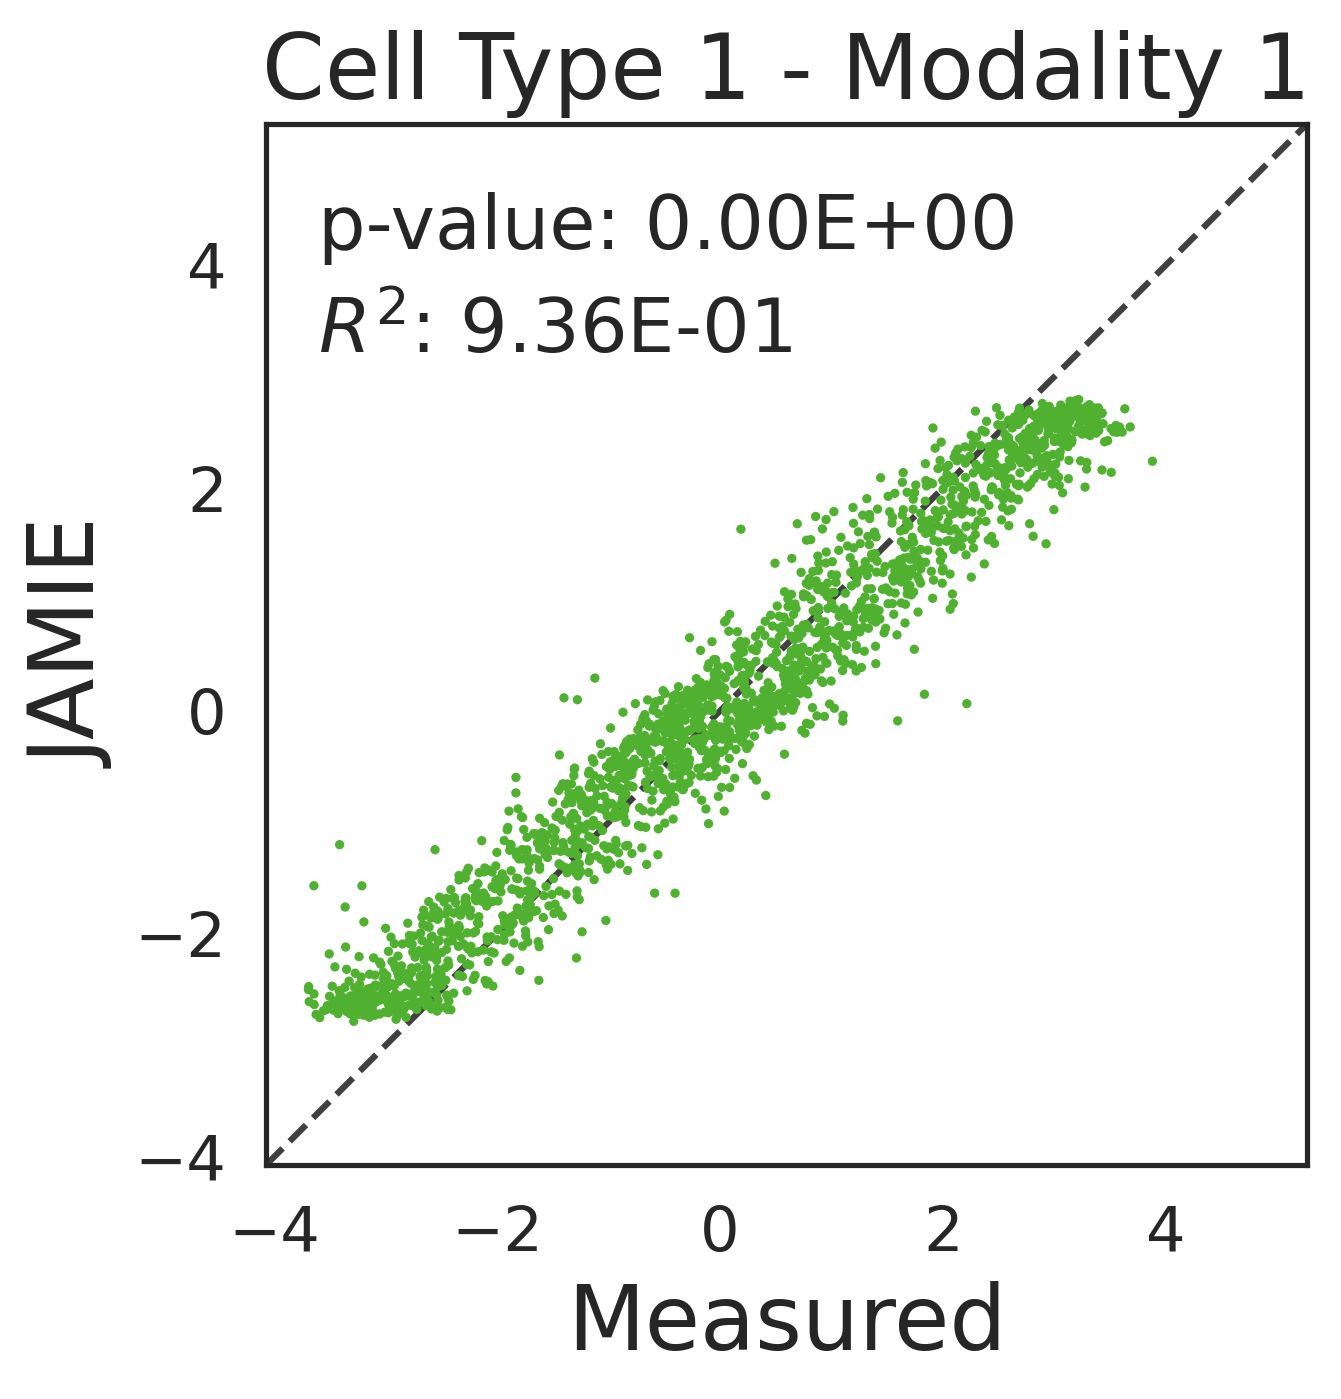 Cell Type 1 - Modality 1
p-value: 0.00E+00
R²: 9.36E-01
4
2
0
−2
−4
JAMIE
−4 −2 0 2 4
Measured